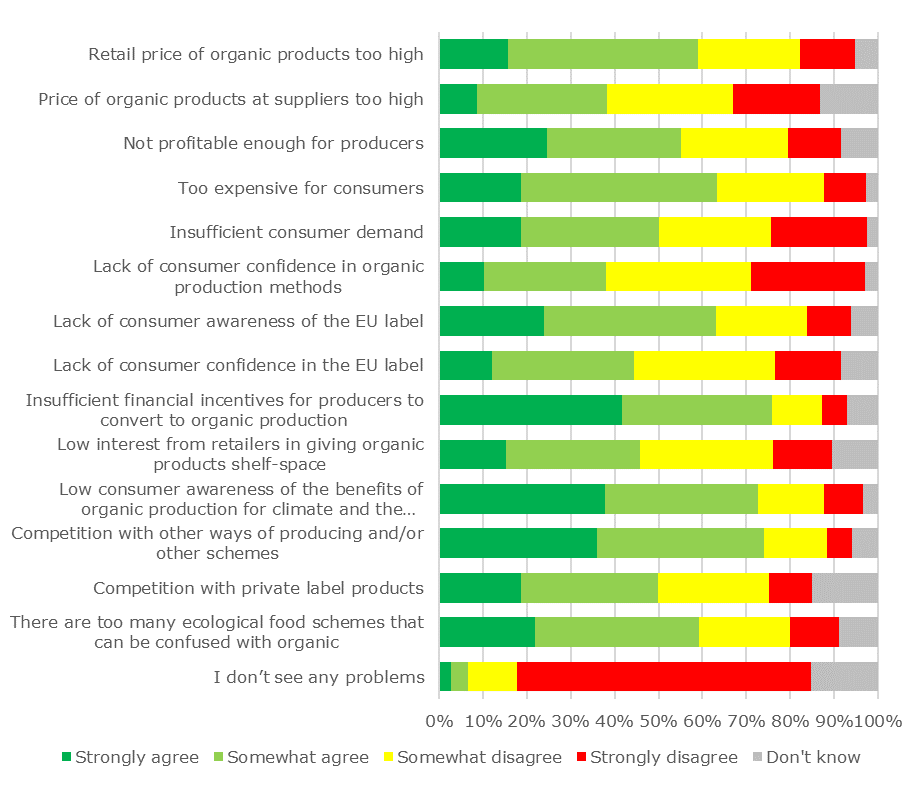 Retail price of organic products too high
Price of organic products at suppliers too high
Not profitable enough for producers
Too expensive for consumers
Insufficient consumer demand
Lack of consumer confidence in organic
production methods
Lack of consumer awareness of the EU label
Lack of consumer confidence in the EU label
Insufficient financial incentives for producers to
convert to organic production
Low interest from retailers in giving organic
products shelf-space
Low consumer awareness of the benefits of
organic production for climate and the…
Competition with other ways of producing and/or
other schemes
Competition with private label products
There are too many ecological food schemes that
can be confused with organic
I don’t see any problems
0% 10% 20% 30% 40% 50% 60% 70% 80% 90% 100%
Strongly agree Somewhat agree Somewhat disagree Strongly disagree Don't know